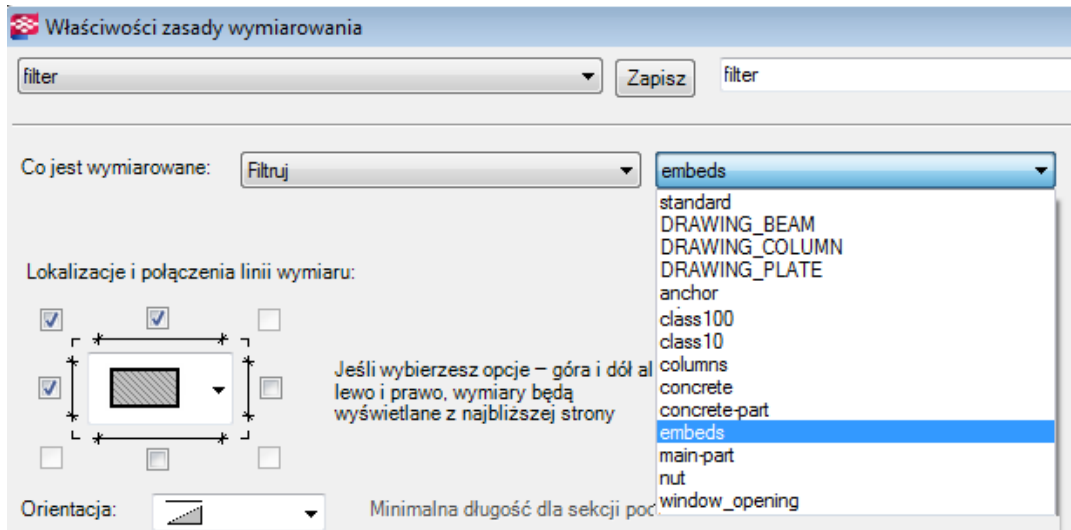 Właściwości zasady wymiarowania
filter Zapisz filter
Co jest wymiarowane: Filtruj embeds
standard
DRAWING_BEAM
DRAWING_COLUMN
DRAWING_PLATE
anchor
class100
class10
columns
concrete
concrete-part
embeds
main-part
nut
window_opening
Lokalizacje i połączenia linii wymiaru:
Jeśli wybierzesz opcje – góra i dół al
lewo i prawo, wymiary będą
wyświetlane z najbliższej strony
Orientacja: Minimalna długość dla sekcji pod